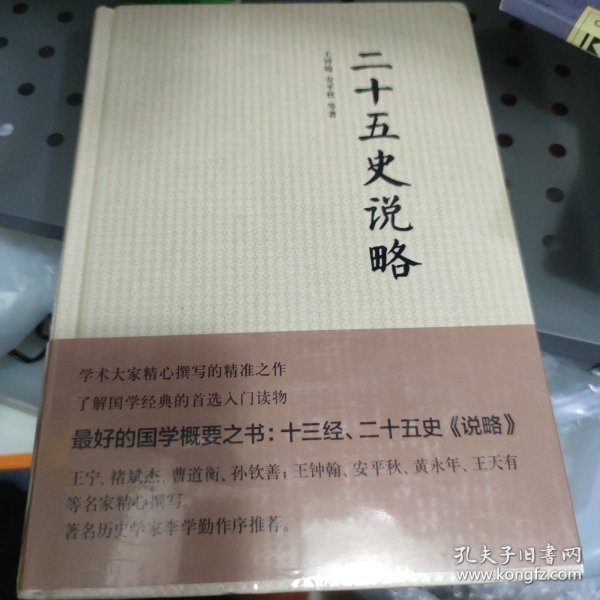 二十五史说略
王钟翰 安平秋 等著
学术大家精心撰写的精准之作
了解国学经典的首选入门读物
最好的国学概要之书：十三经、二十五史《说略》
王宁、褚斌杰、曹道衡、孙钦善；王钟翰、安平秋、黄永年、王天有
等名家精心撰写。
著名历史学家李学勤作序推荐。
孔夫子旧书网
www.kongfz.com